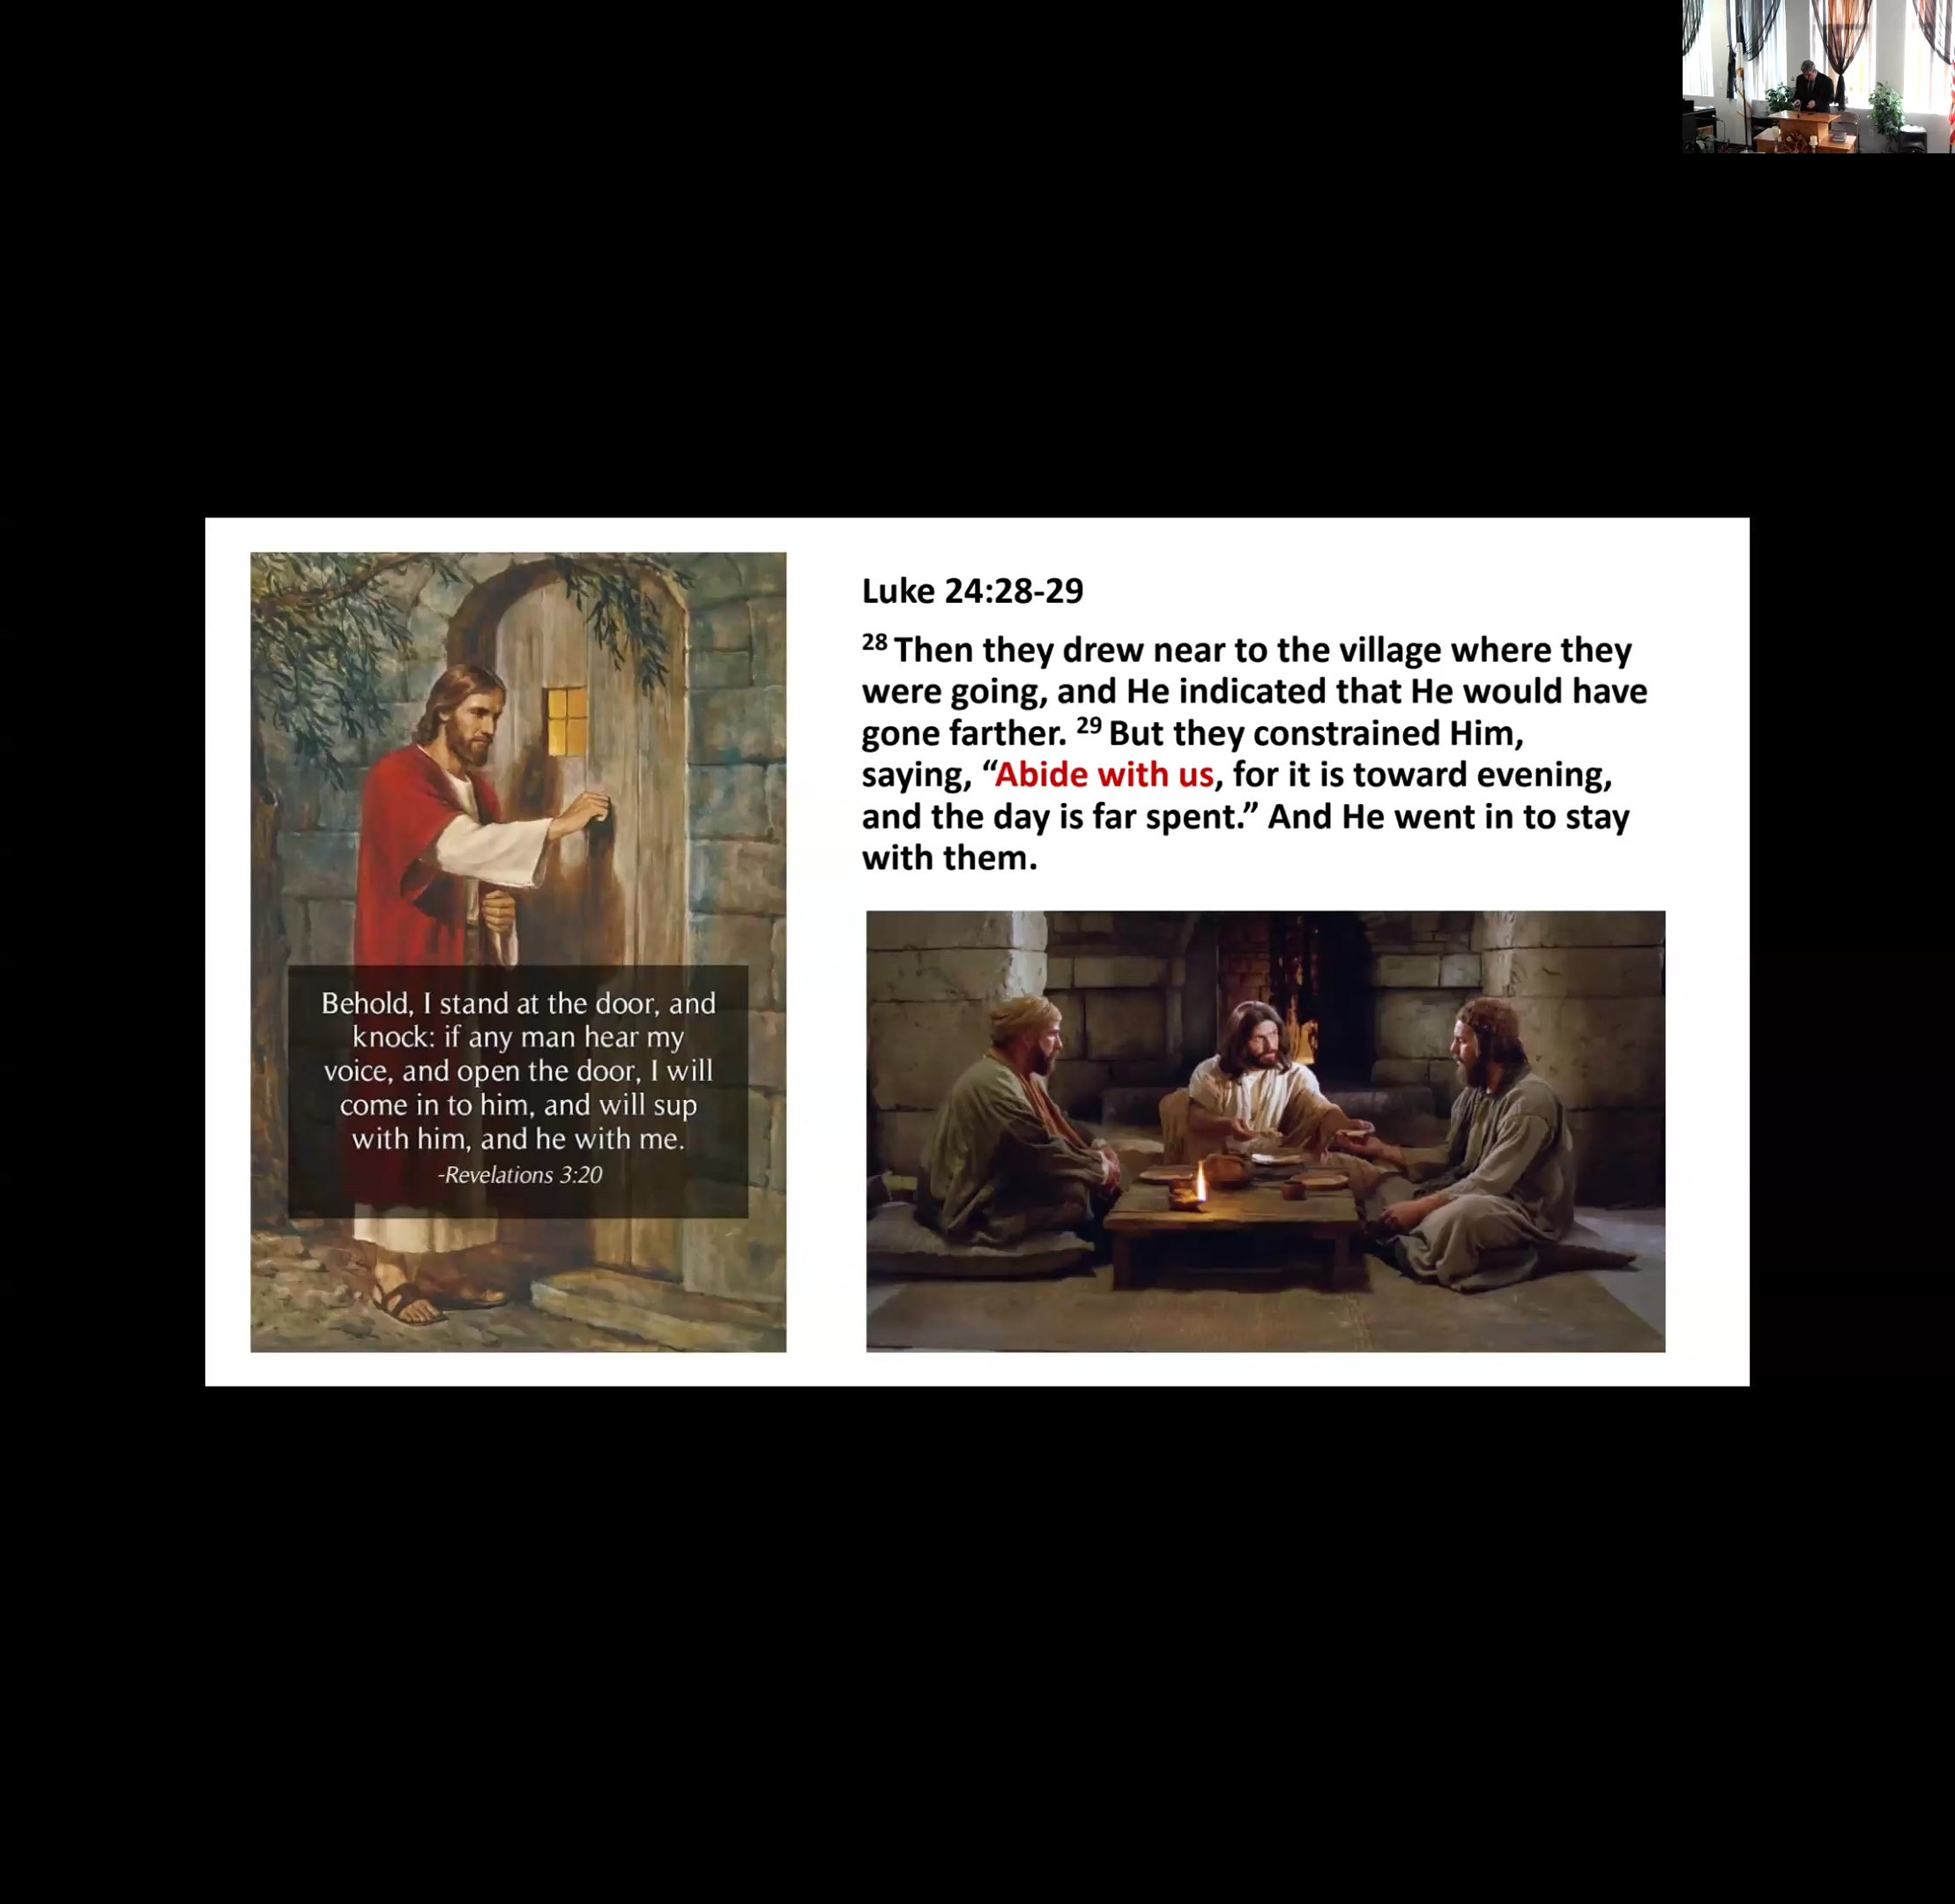 Behold, I stand at the door, and
knock: if any man hear my
voice, and open the door, I will
come in to him, and will sup
with him, and he with me.
-Revelations 3:20
Luke 24:28-29
28 Then they drew near to the village where they
were going, and He indicated that He would have
gone farther. 29 But they constrained Him,
saying, “Abide with us, for it is toward evening,
and the day is far spent.” And He went in to stay
with them.